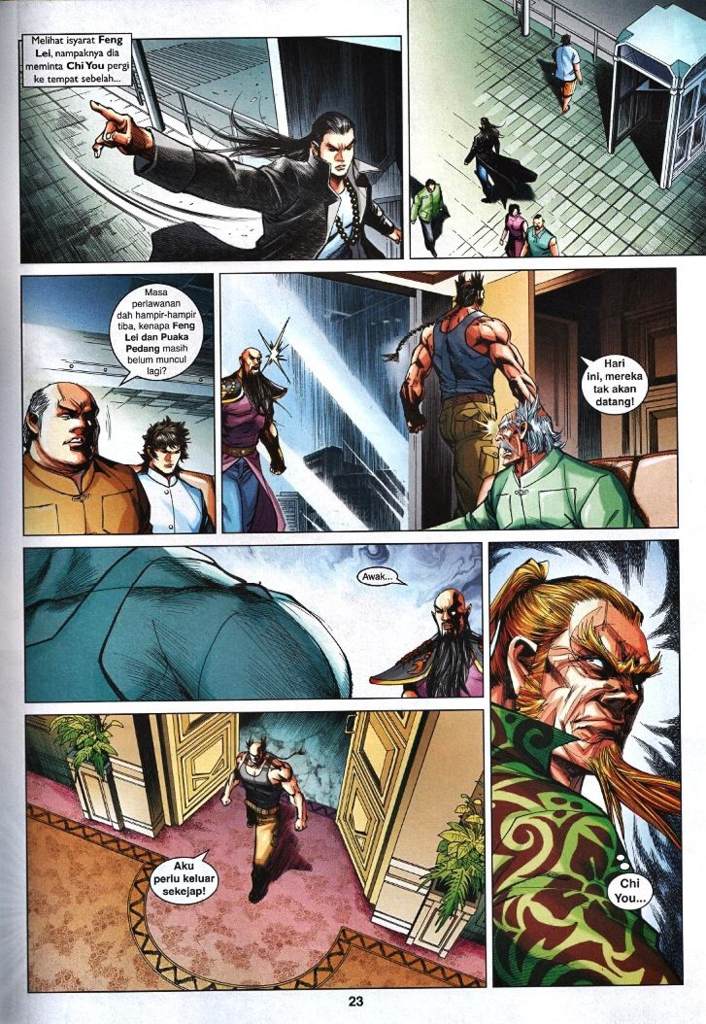 Melihat isyarat Feng
Lei, nampaknya dia
meminta Chi You pergi
ke tempat sebelah...
Masa
perlawanan
dah hampir-hampir
tiba, kenapa Feng
Lei dan Puaka
Pedang masih
belum muncul
lagi?
Hari
ini, mereka
tak akan
datang!
Awak...
Chi
You...
Aku
perlu keluar
sekejap!
23